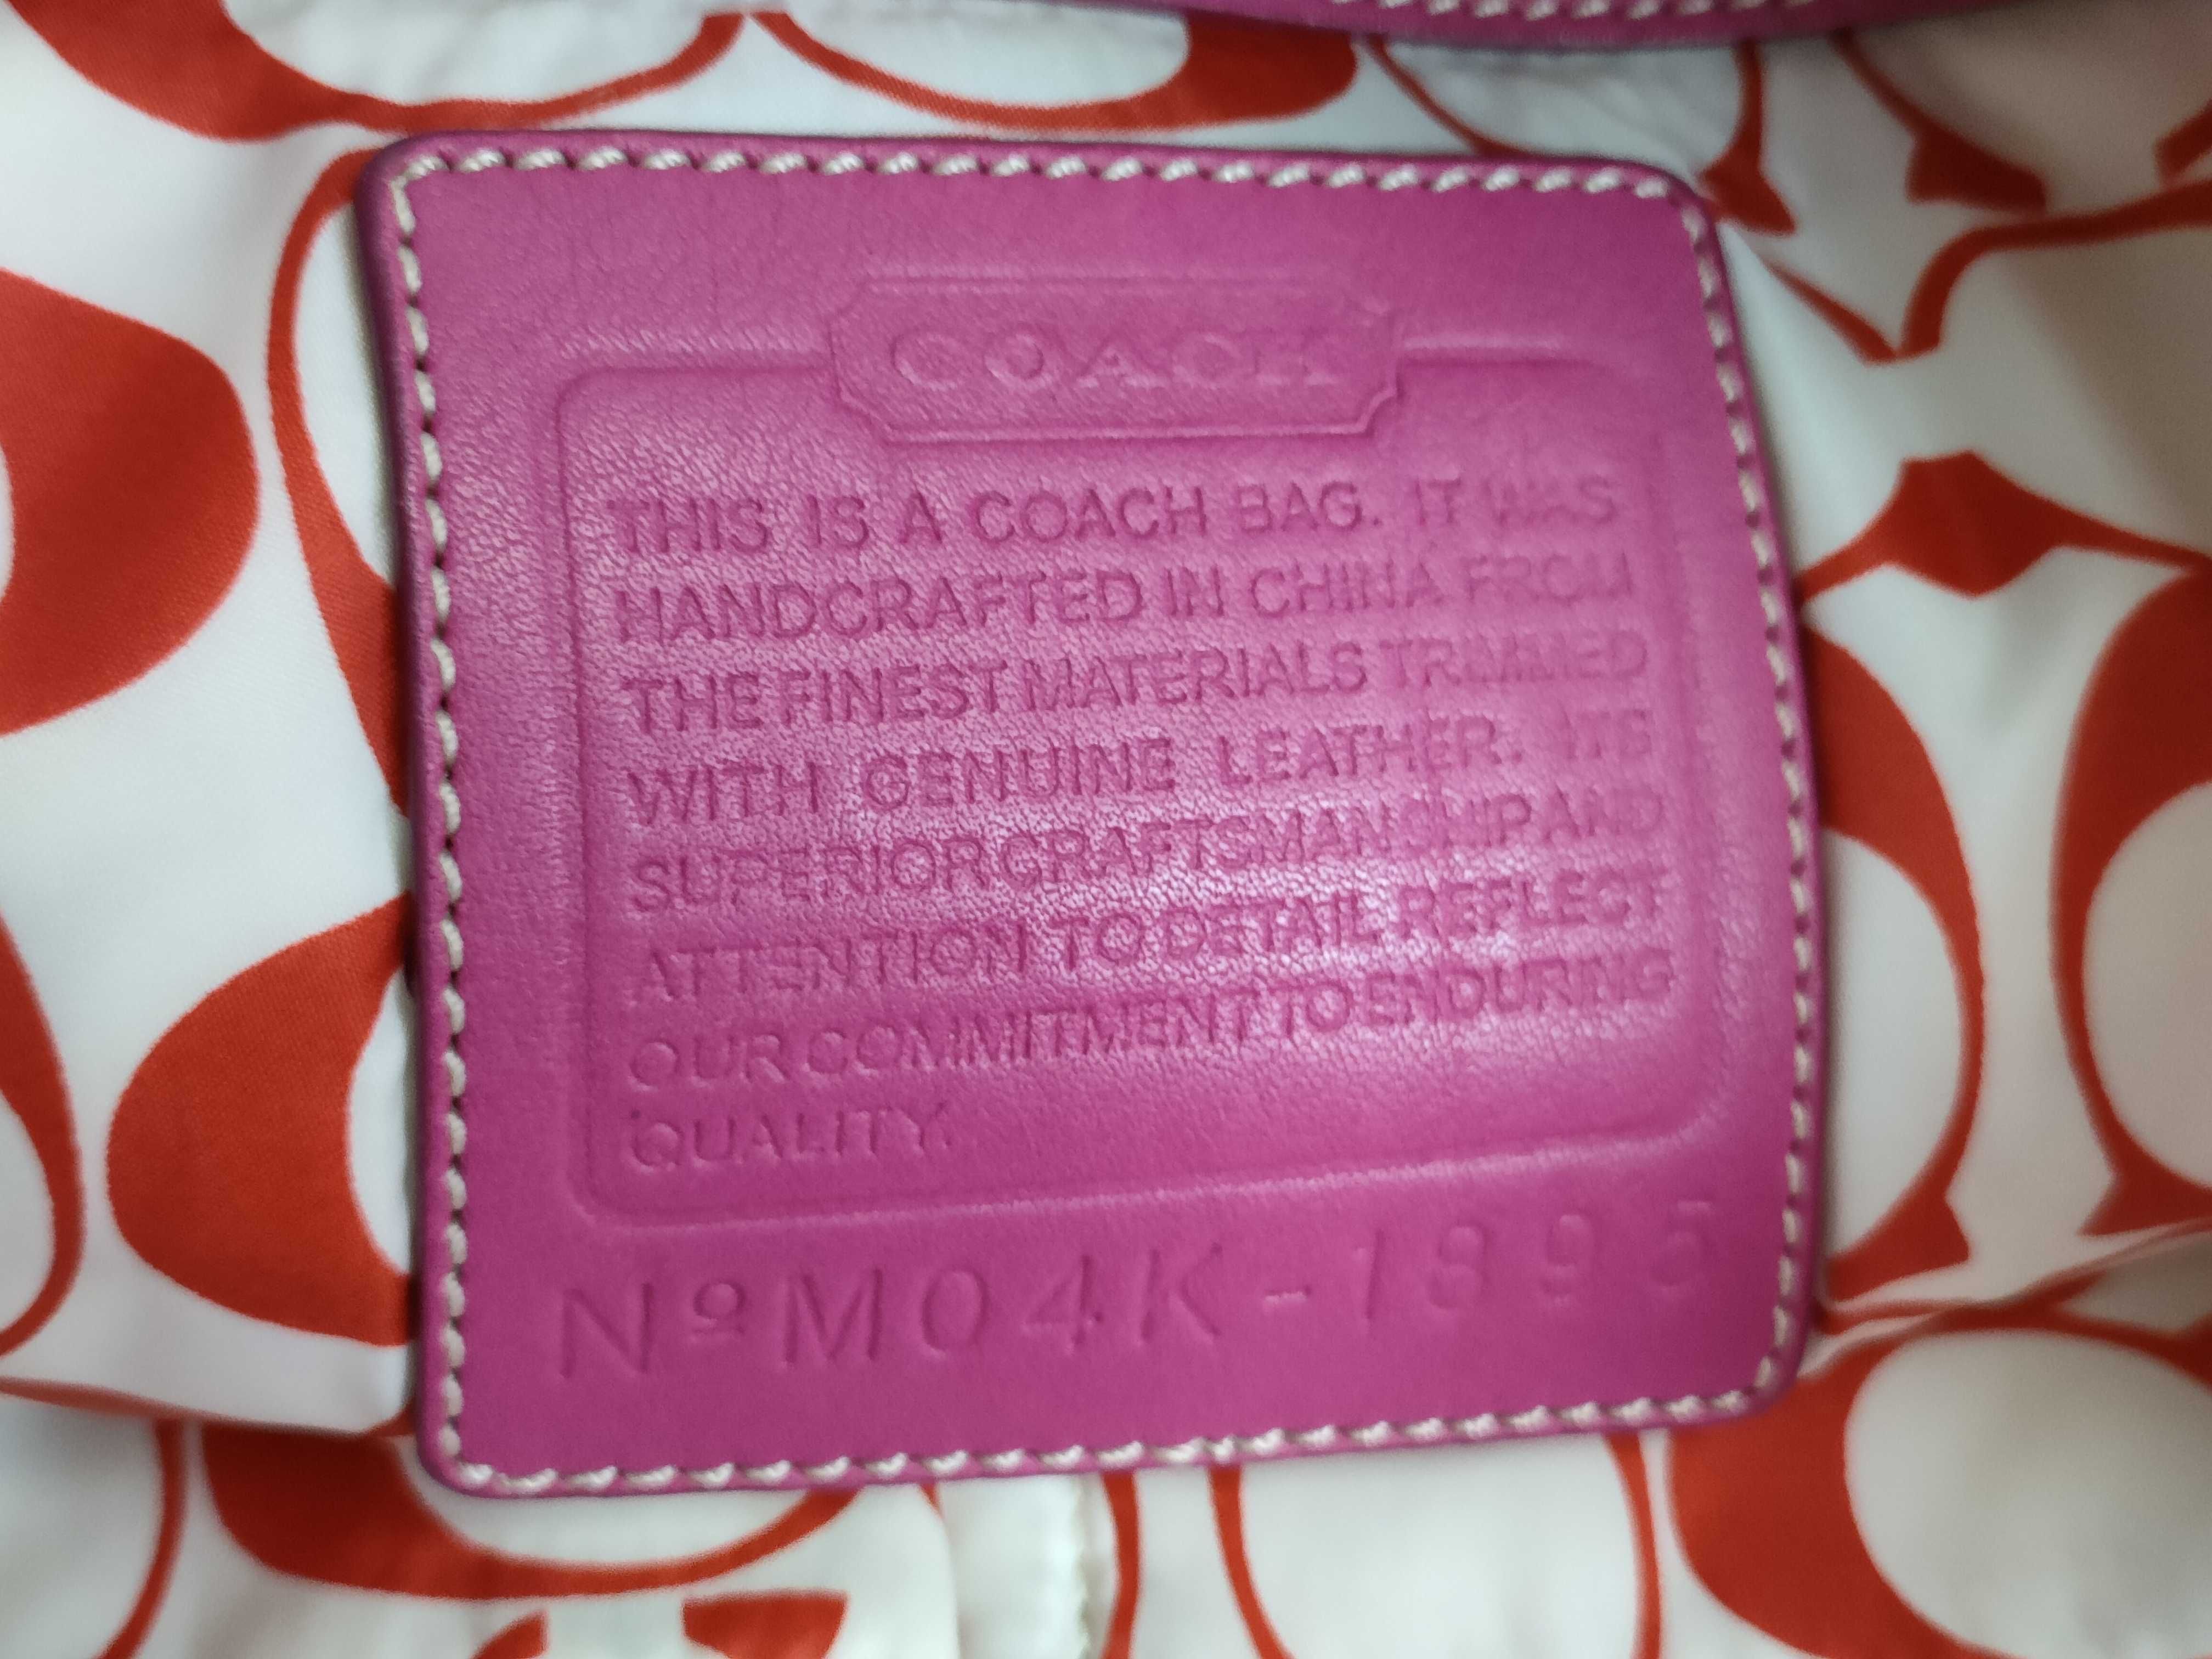 COACH
THIS IS A COACH BAG. IT WAS
HANDCRAFTED IN CHINA FROM
THE FINEST MATERIALS TRIMMED
WITH GENUINE LEATHER. ITS
SUPERIOR CRAFTSMANSHIP AND
ATTENTION TO DETAIL REFLECT
OUR COMMITMENT TO ENDURING
QUALITY.
Nº M04K-1895